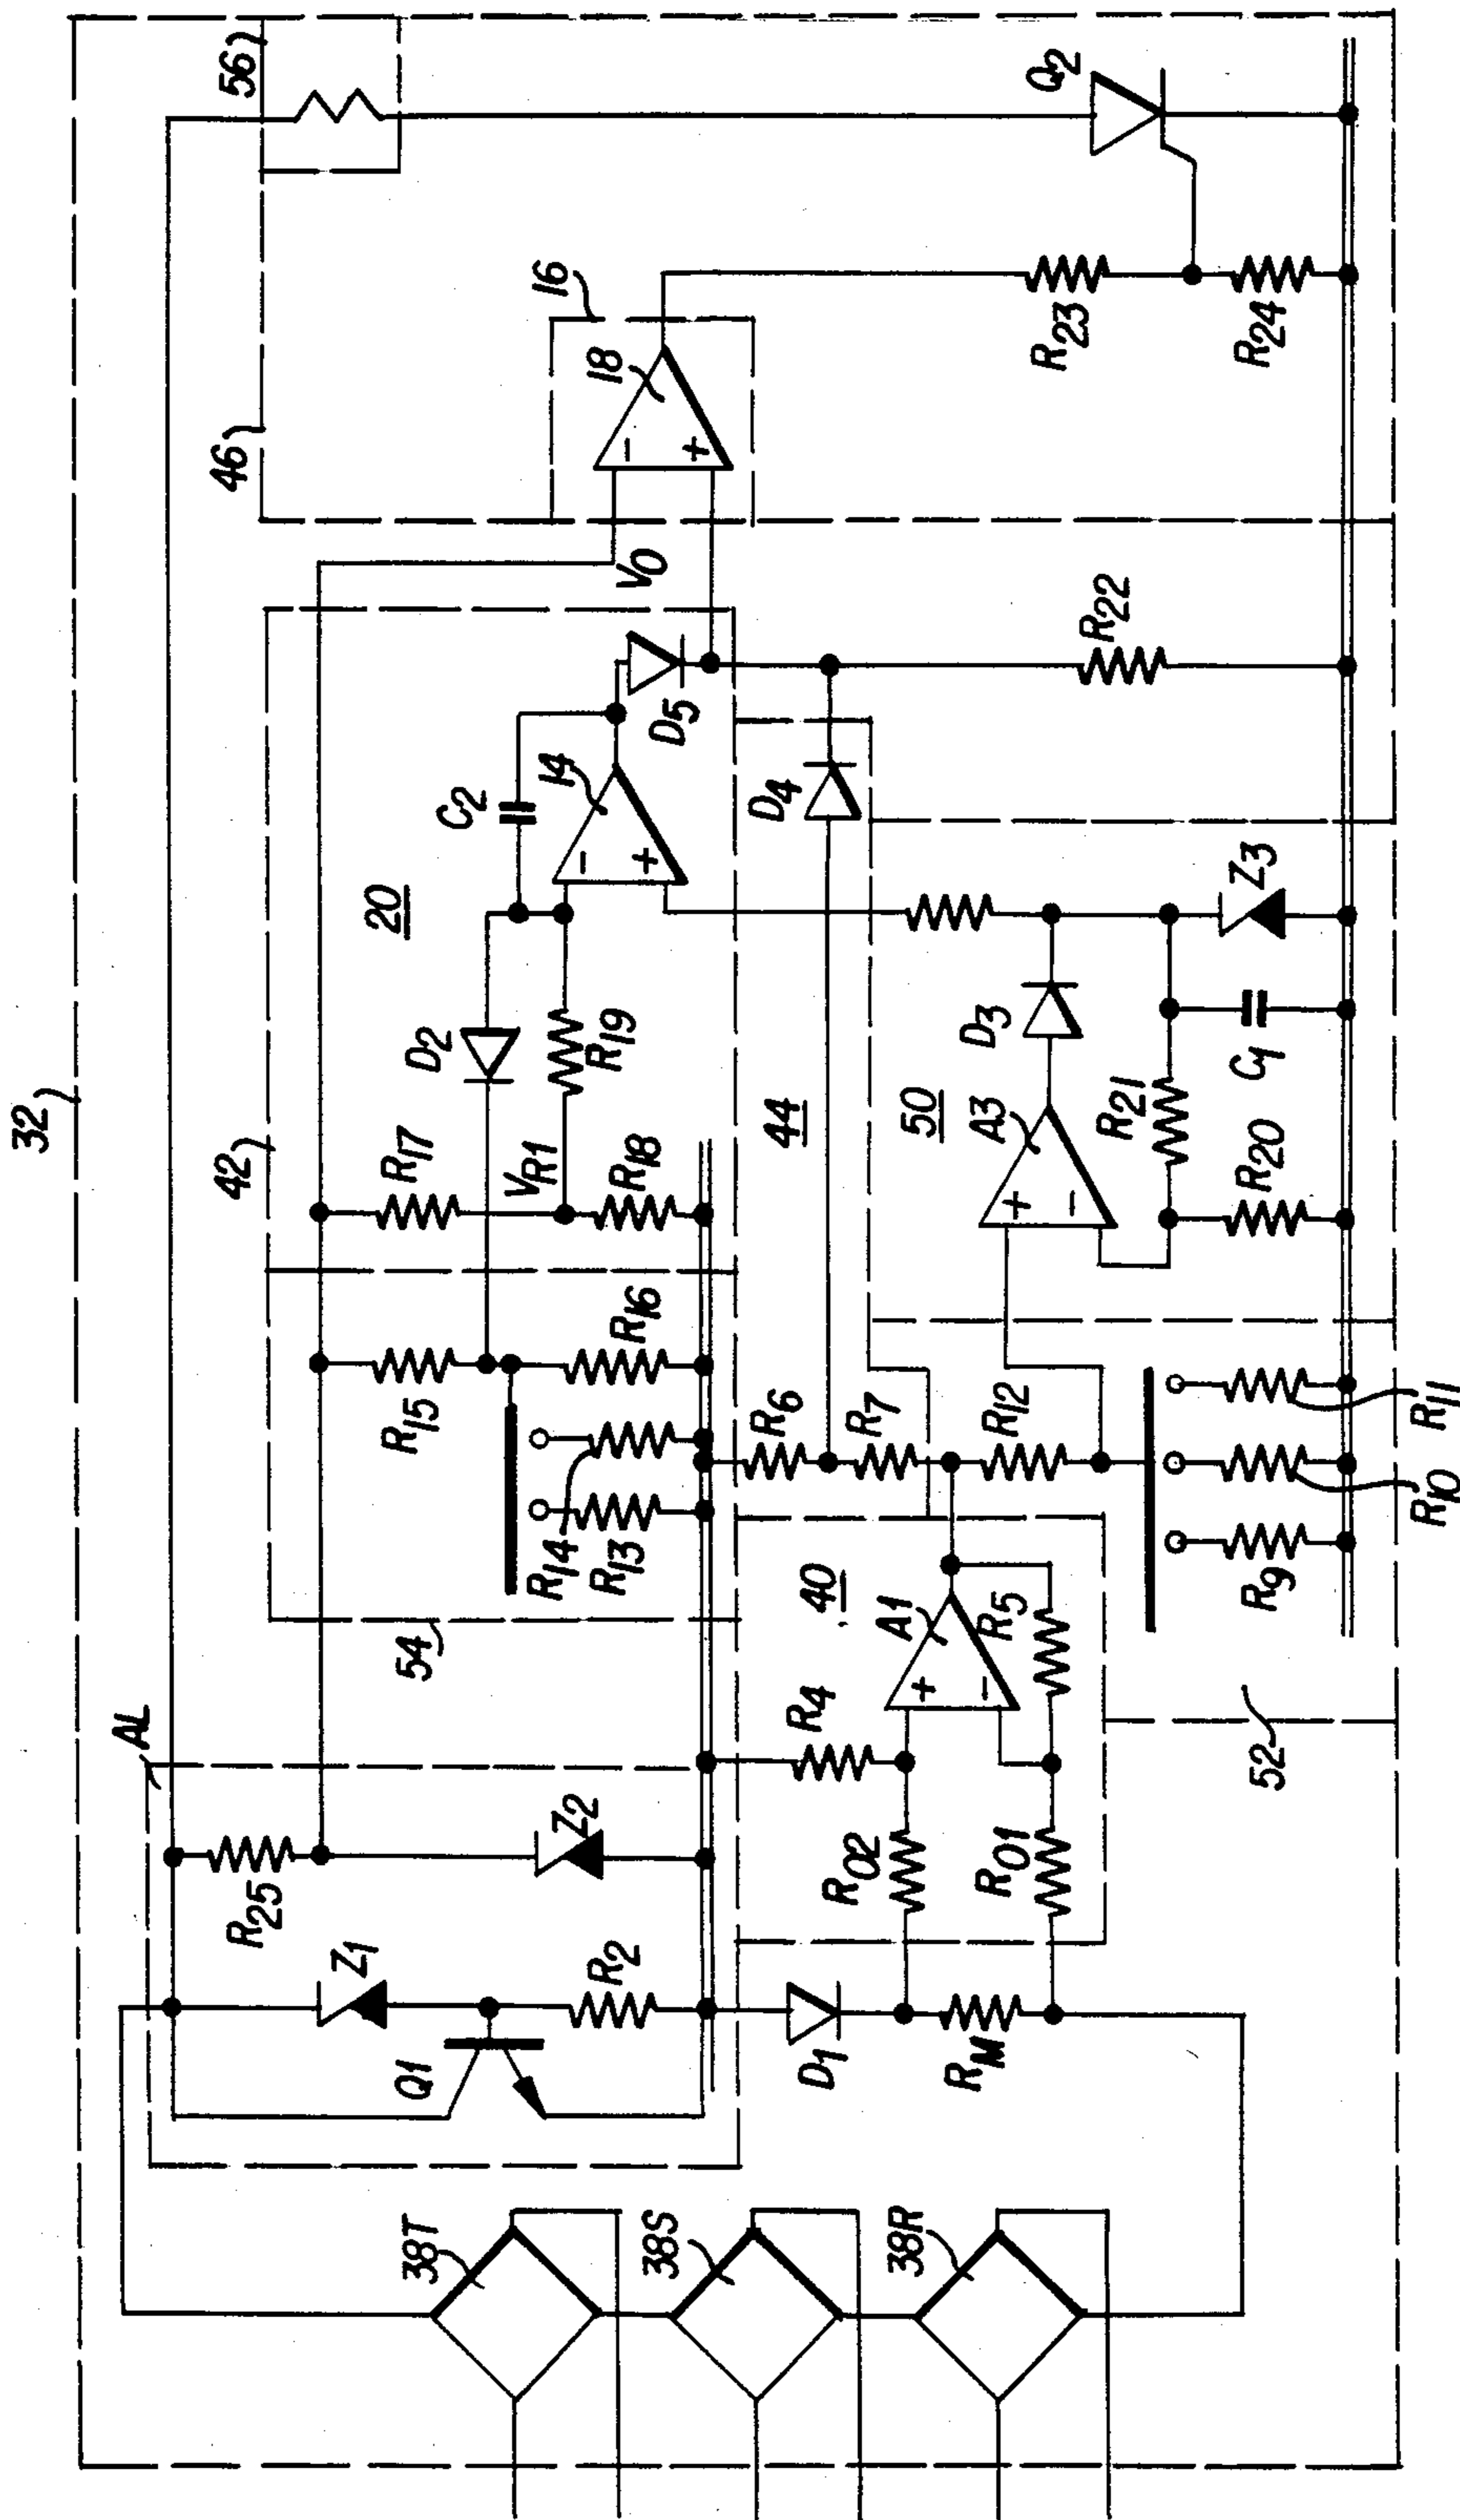 32
AL
56
46
42
54
38T
38S
38R
Q1
Z1
R2
R25
Z2
D1
RM
R02
R01
R4
A1
R5
40
R15
R14
R13
R16
R17
VR1
R18
D2
R19
20
C2
14
D5
VO
16
18
Q2
R23
R24
R22
D4
44
R6
R7
R12
50
A3
D3
R21
R20
C1
Z3
R9
R10
R11
52
+
−
+
−
−
+
−
+